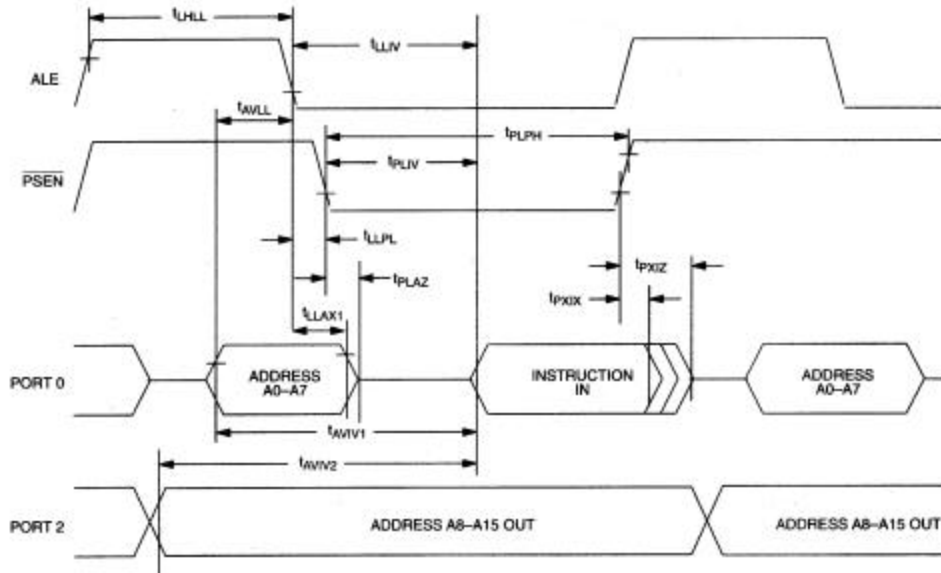 tLHLL
tLLIV
ALE
tAVLL
tPLPH
tPLIV
PSEN
tLLPL
tPLAZ
tPXIZ
tPXIX
tLLAX1
PORT 0
ADDRESS
A0–A7
INSTRUCTION
IN
ADDRESS
A0–A7
tAVIV1
tAVIV2
PORT 2
ADDRESS A8–A15 OUT
ADDRESS A8–A15 OUT